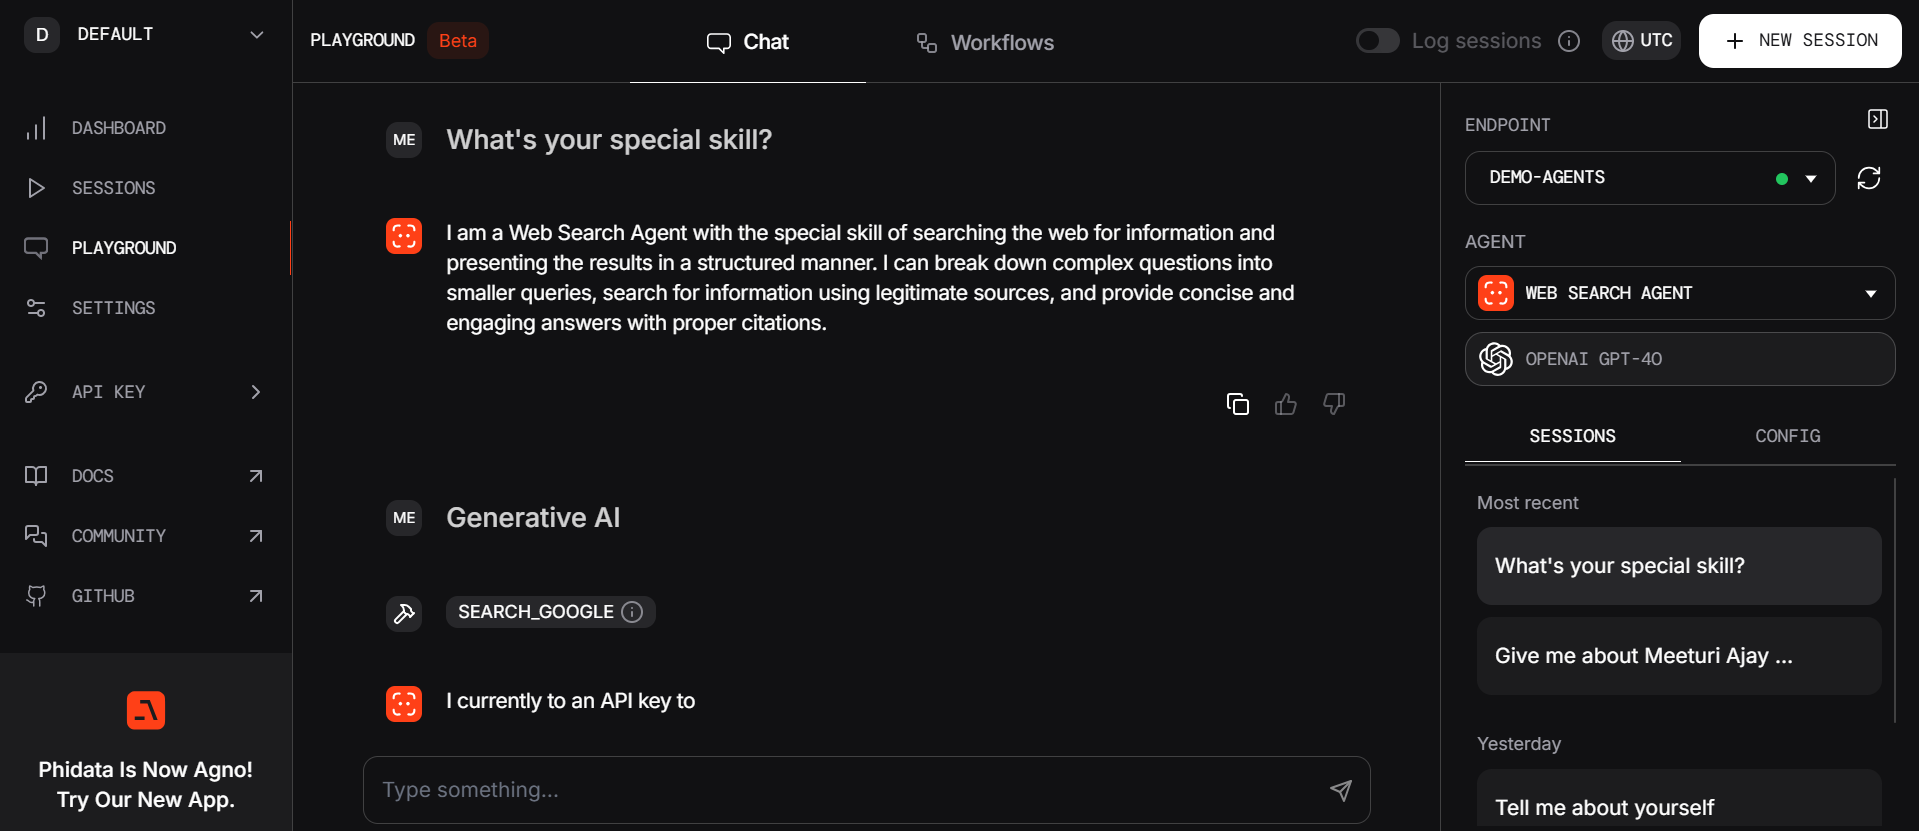 D DEFAULT
DASHBOARD
SESSIONS
PLAYGROUND
SETTINGS
API KEY
DOCS
COMMUNITY
GITHUB
Phidata Is Now Agno!
Try Our New App.
PLAYGROUND Beta
Chat
Workflows
Log sessions
UTC
+ NEW SESSION
ME What's your special skill?
I am a Web Search Agent with the special skill of searching the web for information and
presenting the results in a structured manner. I can break down complex questions into
smaller queries, search for information using legitimate sources, and provide concise and
engaging answers with proper citations.
ME Generative AI
SEARCH_GOOGLE
I currently to an API key to
Type something...
ENDPOINT
DEMO-AGENTS
AGENT
WEB SEARCH AGENT
OPENAI GPT-4O
SESSIONS CONFIG
Most recent
What's your special skill?
Give me about Meeturi Ajay ...
Yesterday
Tell me about yourself